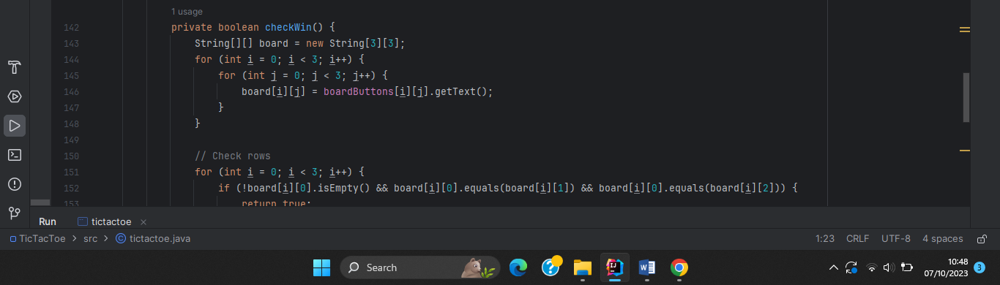 1 usage
142 private boolean checkWin() {
143 String[][] board = new String[3][3];
144 for (int i = 0; i < 3; i++) {
145 for (int j = 0; j < 3; j++) {
146 board[i][j] = boardButtons[i][j].getText();
147 }
148 }
149
150 // Check rows
151 for (int i = 0; i < 3; i++) {
152 if (!board[i][0].isEmpty() && board[i][0].equals(board[i][1]) && board[i][0].equals(board[i][2])) {
153 return true;
Run tictactoe ×
TicTacToe > src > tictactoe.java 1:23 CRLF UTF-8 4 spaces
Search 10:48
07/10/2023 3